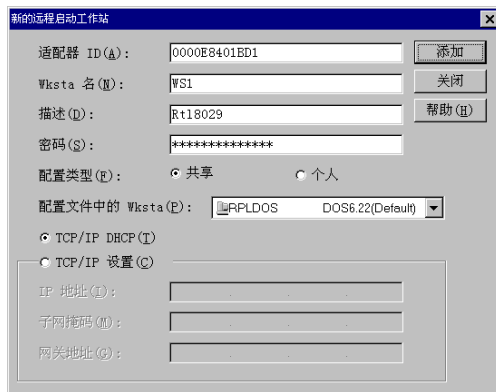 新的远程启动工作站
适配器 ID(A): 0000E8401BD1 添加
Wksta 名(N): WS1 关闭
描述(D): Rtl8029 帮助(H)
密码(S): **************
配置类型(F): 共享 个人
配置文件中的 Wksta(P): RPLDOS DOS6.22(Default)
TCP/IP DHCP(T)
TCP/IP 设置(C)
IP 地址(I):
子网掩码(M):
网关地址(G):